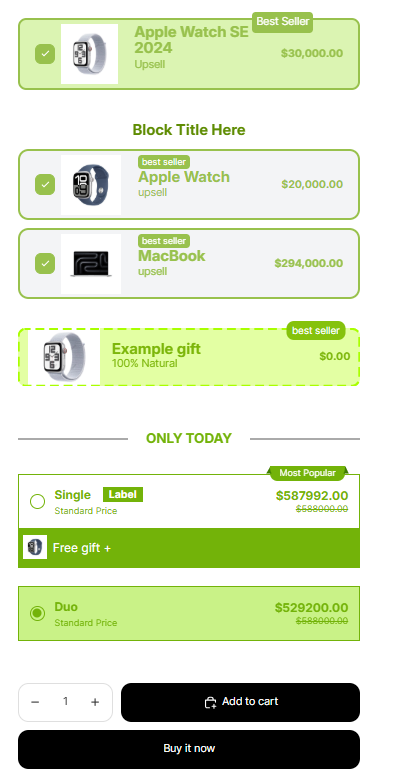 Best Seller
Apple Watch SE
2024
Upsell
$30,000.00
Block Title Here
best seller
Apple Watch
upsell
$20,000.00
best seller
MacBook
upsell
$294,000.00
best seller
Example gift
100% Natural
$0.00
ONLY TODAY
Most Popular
Single Label
$587992.00
Standard Price
$588000.00
Free gift +
Duo
$529200.00
Standard Price
$588000.00
− 1 +
Add to cart
Buy it now